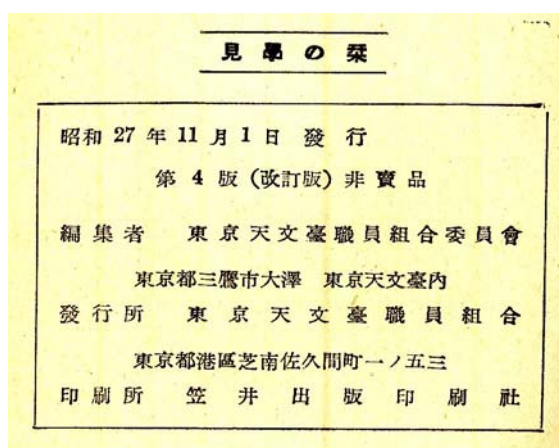 見學の栞
昭和27年11月1日 發行
第4版(改訂版)非賣品
編集者 東京天文臺職員組合委員會
東京都三鷹市大澤 東京天文臺內
發行所 東京天文臺職員組合
東京都港區芝南佐久間町一ノ五三
印刷所 笠井出版印刷社